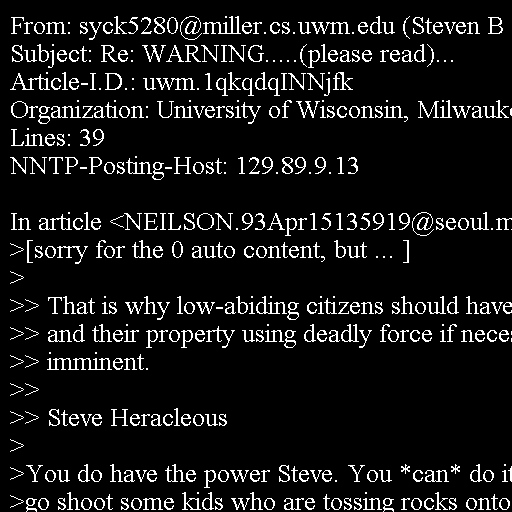 From: syck5280@miller.cs.uwm.edu (Steven B
Subject: Re: WARNING.....(please read)...
Article-I.D.: uwm.1qkqdqINNjfk
Organization: University of Wisconsin, Milwauk
Lines: 39
NNTP-Posting-Host: 129.89.9.13

In article <NEILSON.93Apr15135919@seoul.m
>[sorry for the 0 auto content, but ... ]
>
>> That is why low-abiding citizens should have
>> and their property using deadly force if nece
>> imminent.
>>
>> Steve Heracleous
>
>You do have the power Steve. You *can* do it
>go shoot some kids who are tossing rocks onto